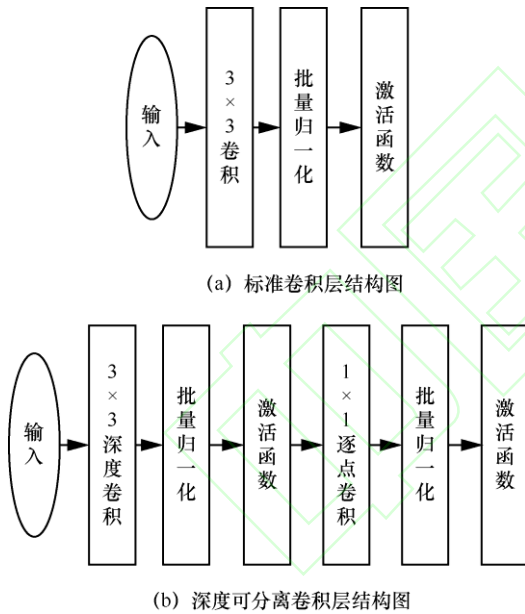 输入
3×3卷积
批量归一化
激活函数
(a) 标准卷积层结构图
输入
3×3深度卷积
批量归一化
激活函数
1×1逐点卷积
批量归一化
激活函数
(b) 深度可分离卷积层结构图